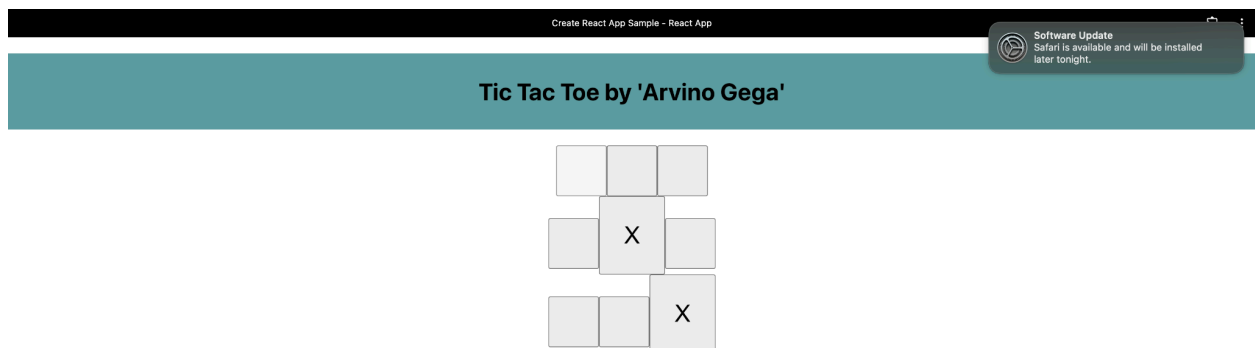 Create React App Sample - React App
Software Update
Safari is available and will be installed
later tonight.
Tic Tac Toe by 'Arvino Gega'
X
X